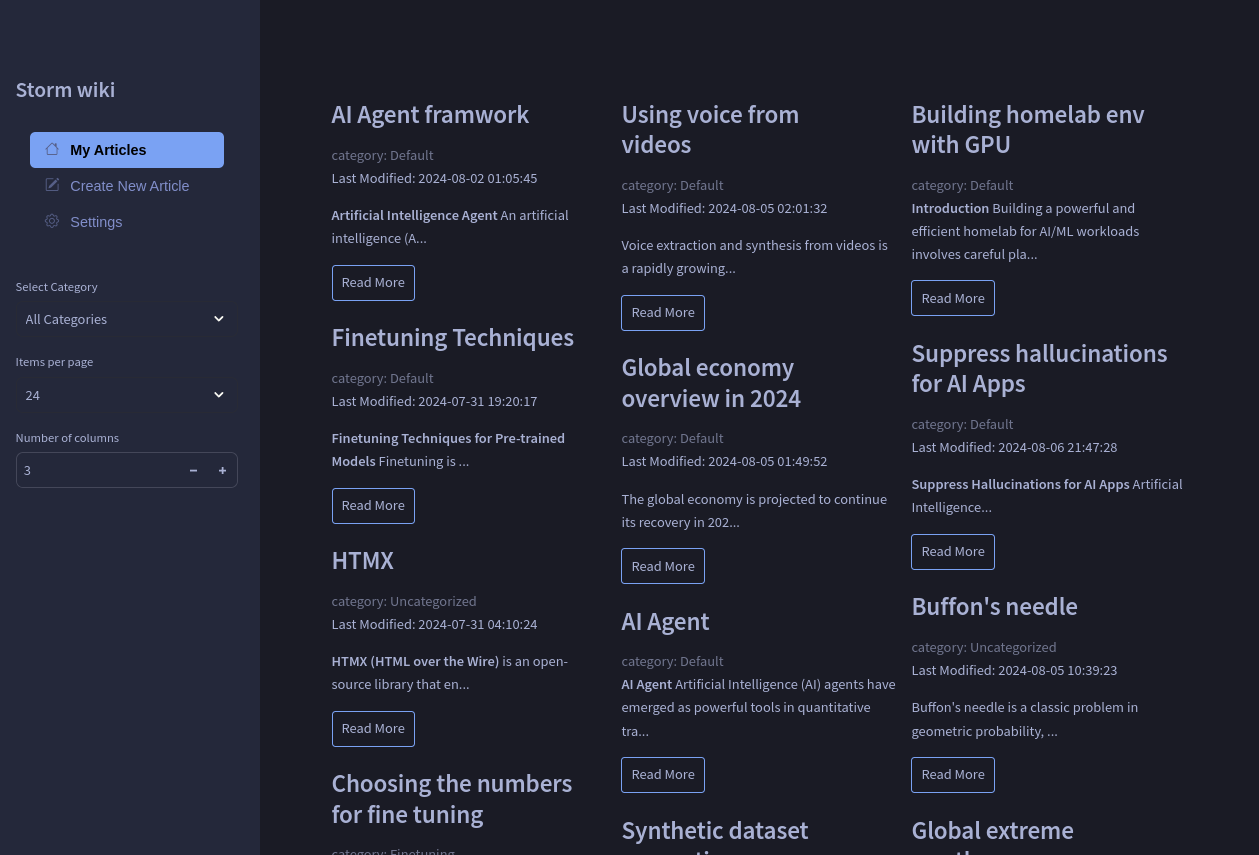 Storm wiki
My Articles
Create New Article
Settings
Select Category
All Categories
Items per page
24
Number of columns
3
AI Agent framwork
category: Default
Last Modified: 2024-08-02 01:05:45
Artificial Intelligence Agent An artificial
intelligence (A...
Read More
Finetuning Techniques
category: Default
Last Modified: 2024-07-31 19:20:17
Finetuning Techniques for Pre-trained
Models Finetuning is ...
Read More
HTMX
category: Uncategorized
Last Modified: 2024-07-31 04:10:24
HTMX (HTML over the Wire) is an open-
source library that en...
Read More
Choosing the numbers
for fine tuning
category: Finetuning
Using voice from
videos
category: Default
Last Modified: 2024-08-05 02:01:32
Voice extraction and synthesis from videos is
a rapidly growing...
Read More
Global economy
overview in 2024
category: Default
Last Modified: 2024-08-05 01:49:52
The global economy is projected to continue
its recovery in 202...
Read More
AI Agent
category: Default
AI Agent Artificial Intelligence (AI) agents have
emerged as powerful tools in quantitative
tra...
Read More
Synthetic dataset
Building homelab env
with GPU
category: Default
Introduction Building a powerful and
efficient homelab for AI/ML workloads
involves careful pla...
Read More
Suppress hallucinations
for AI Apps
category: Default
Last Modified: 2024-08-06 21:47:28
Suppress Hallucinations for AI Apps Artificial
Intelligence...
Read More
Buffon's needle
category: Uncategorized
Last Modified: 2024-08-05 10:39:23
Buffon's needle is a classic problem in
geometric probability, ...
Read More
Global extreme